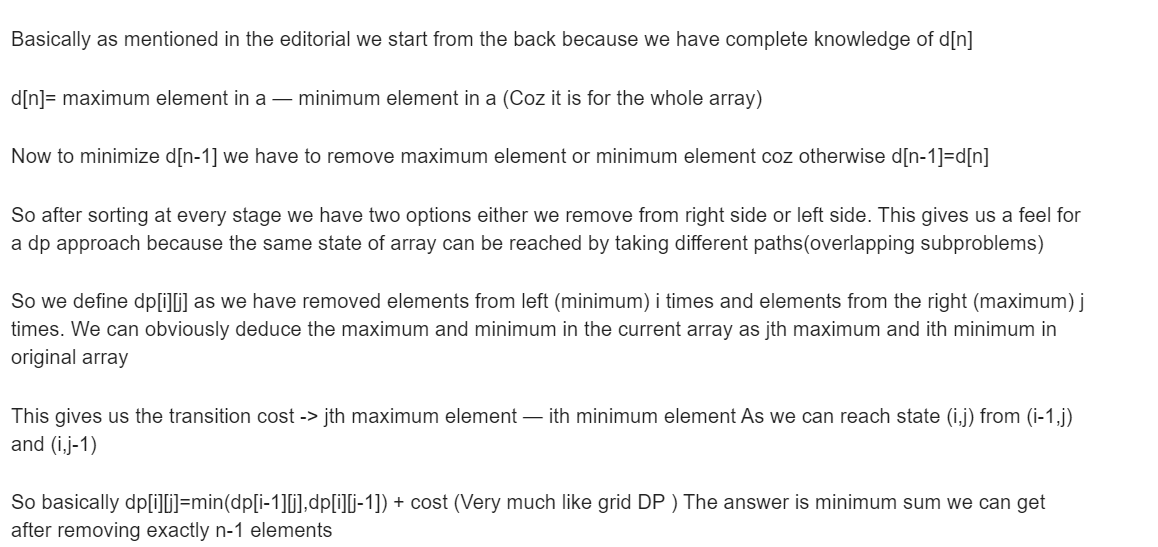 Basically as mentioned in the editorial we start from the back because we have complete knowledge of d[n]
d[n]= maximum element in a — minimum element in a (Coz it is for the whole array)
Now to minimize d[n-1] we have to remove maximum element or minimum element coz otherwise d[n-1]=d[n]
So after sorting at every stage we have two options either we remove from right side or left side. This gives us a feel for
a dp approach because the same state of array can be reached by taking different paths(overlapping subproblems)
So we define dp[i][j] as we have removed elements from left (minimum) i times and elements from the right (maximum) j
times. We can obviously deduce the maximum and minimum in the current array as jth maximum and ith minimum in
original array
This gives us the transition cost -> jth maximum element — ith minimum element As we can reach state (i,j) from (i-1,j)
and (i,j-1)
So basically dp[i][j]=min(dp[i-1][j],dp[i][j-1]) + cost (Very much like grid DP ) The answer is minimum sum we can get
after removing exactly n-1 elements